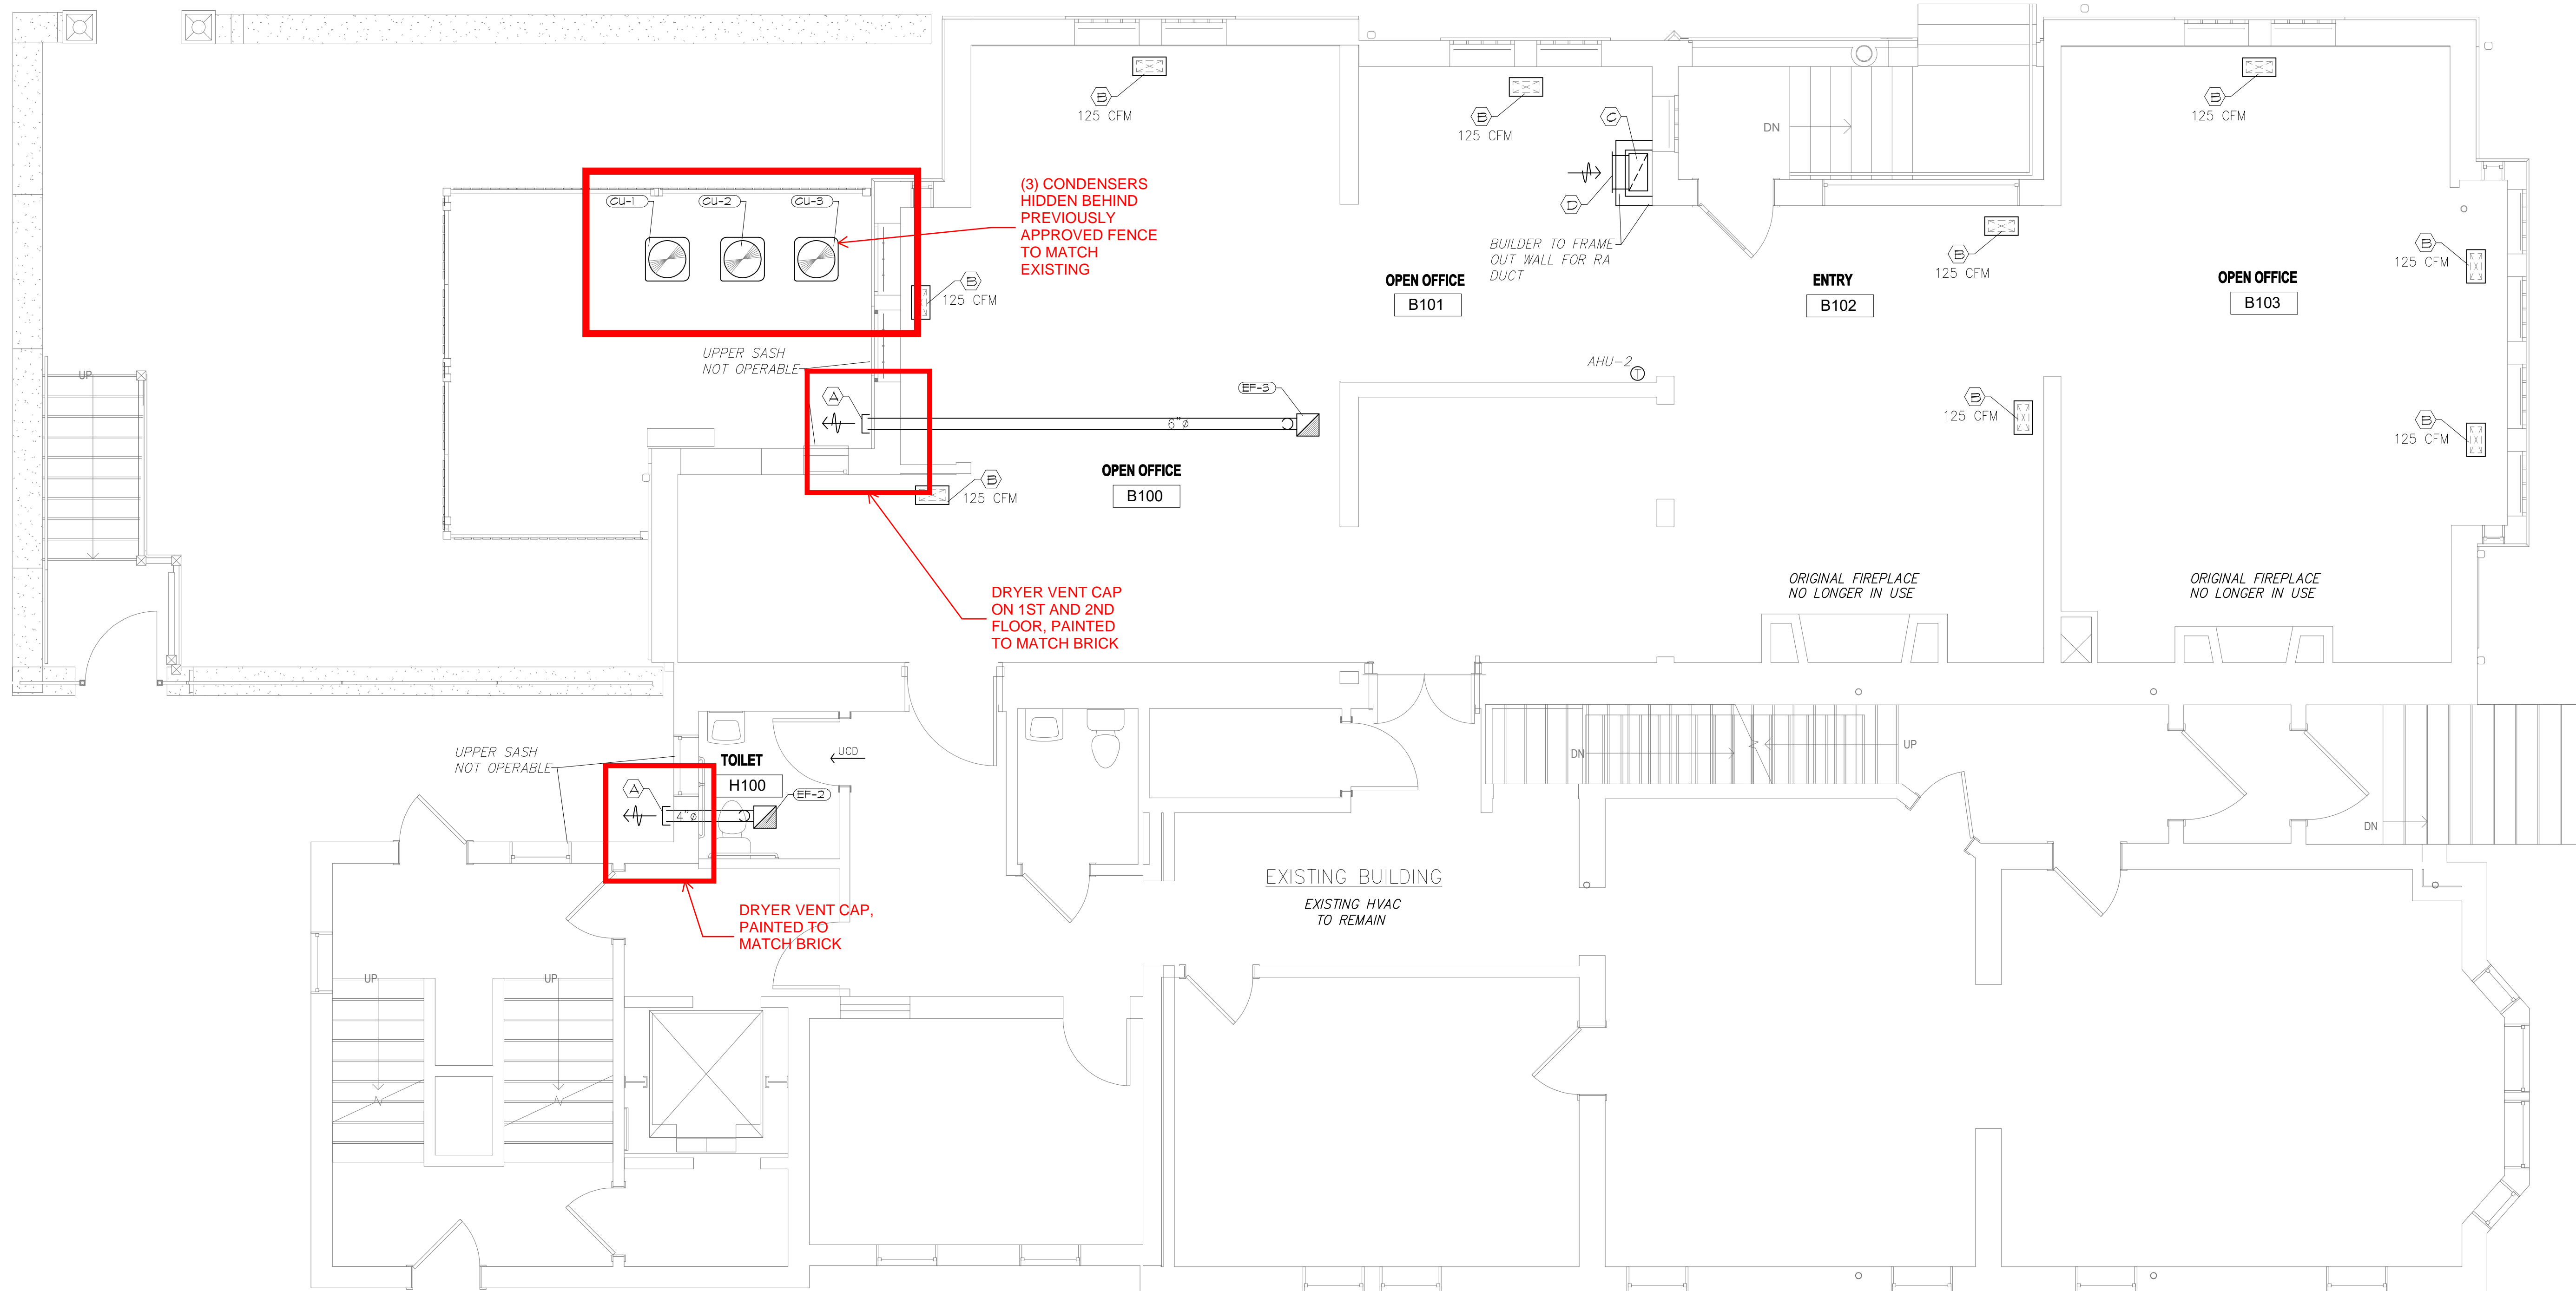 B
125 CFM
B
125 CFM
B
125 CFM
C
DN
D
CU-1
CU-2
CU-3
(3) CONDENSERS
HIDDEN BEHIND
PREVIOUSLY
APPROVED FENCE
TO MATCH
EXISTING
BUILDER TO FRAME
OUT WALL FOR RA
DUCT
B
125 CFM
B
125 CFM
B
125 CFM
OPEN OFFICE
B101
ENTRY
B102
OPEN OFFICE
B103
UPPER SASH
NOT OPERABLE
AHU-2
T
UP
A
EF-3
6"ø
B
125 CFM
B
125 CFM
OPEN OFFICE
B100
B
125 CFM
DRYER VENT CAP
ON 1ST AND 2ND
FLOOR, PAINTED
TO MATCH BRICK
ORIGINAL FIREPLACE
NO LONGER IN USE
ORIGINAL FIREPLACE
NO LONGER IN USE
UPPER SASH
NOT OPERABLE
TOILET
H100
UCD
DN
UP
A
4"ø
EF-2
DN
EXISTING BUILDING
EXISTING HVAC
TO REMAIN
DRYER VENT CAP,
PAINTED TO
MATCH BRICK
UP
UP